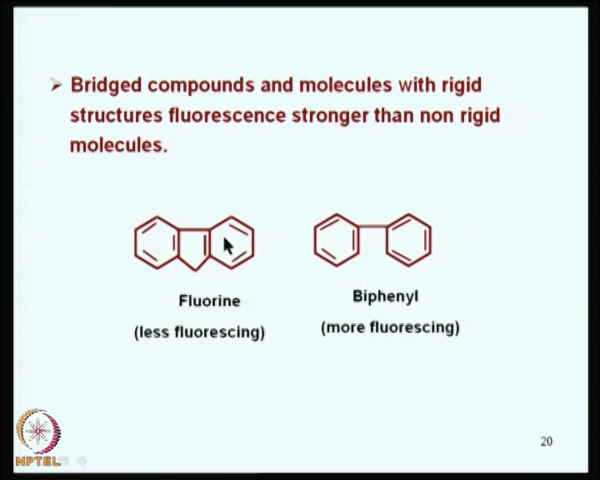 Bridged compounds and molecules with rigid
structures fluorescence stronger than non rigid
molecules.
Fluorine
(less fluorescing)
Biphenyl
(more fluorescing)
20
NPTEL